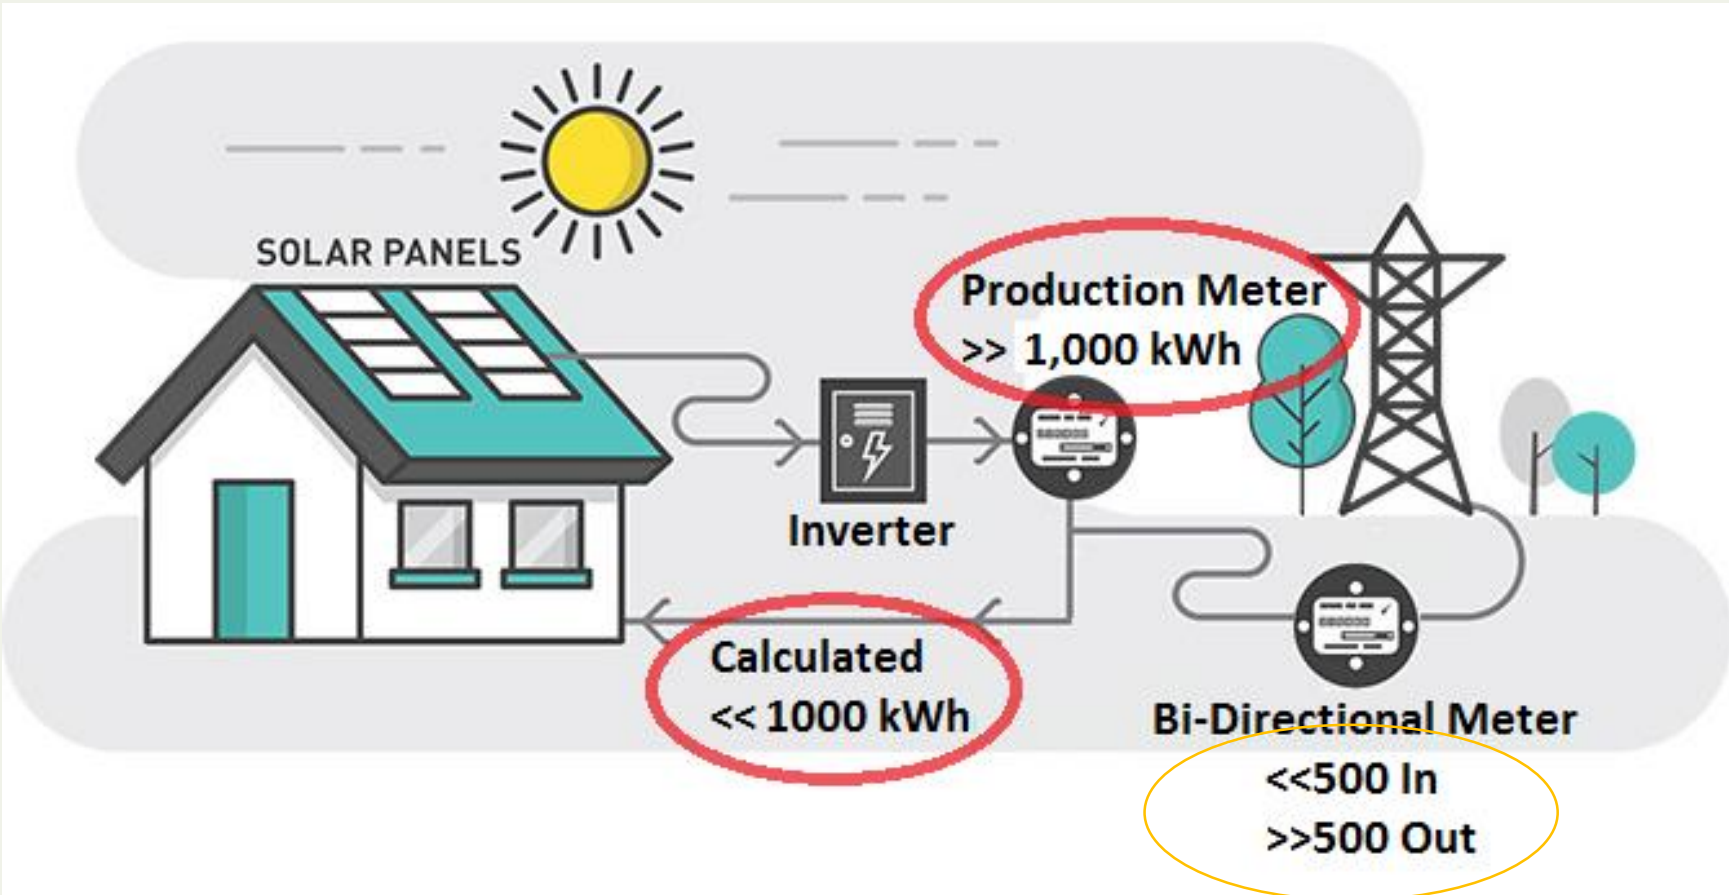 SOLAR PANELS
Production Meter
>> 1,000 kWh
Inverter
Calculated
<< 1000 kWh
Bi-Directional Meter
<<500 In
>>500 Out